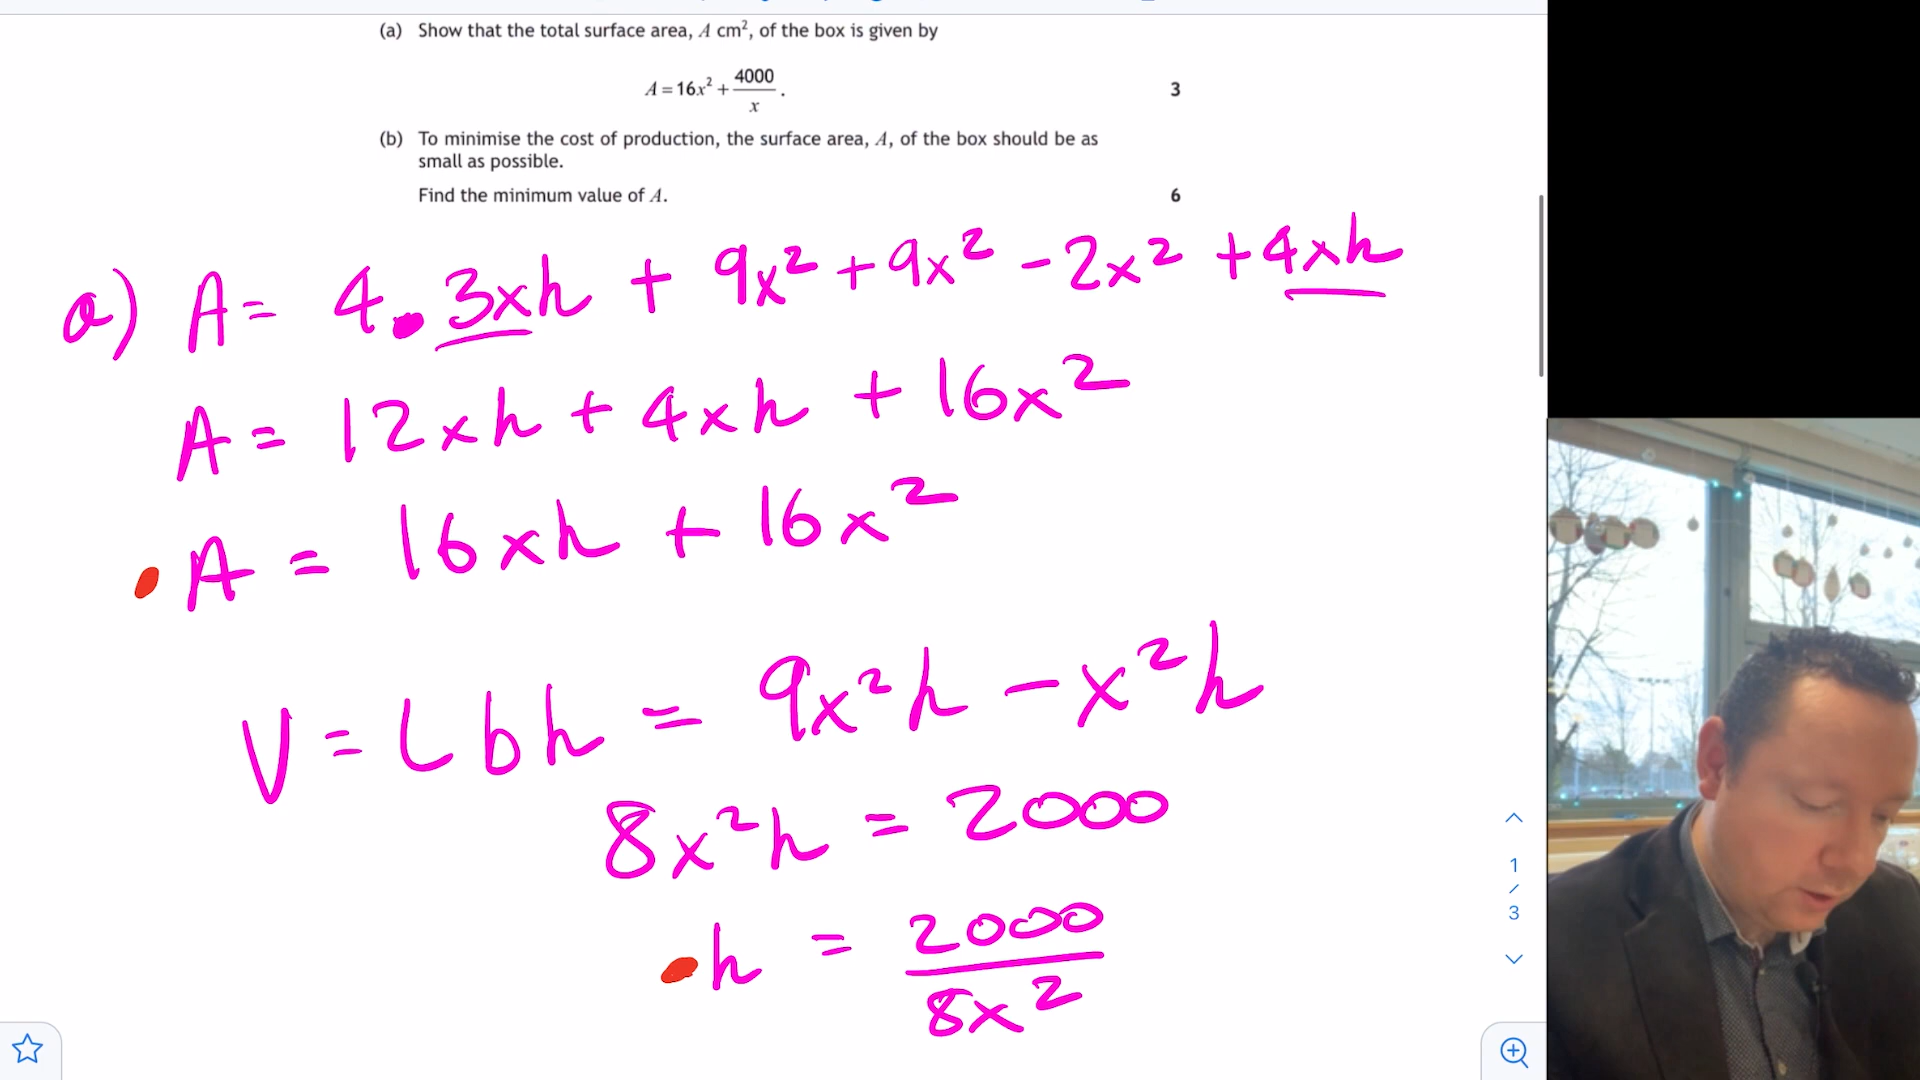 (a) Show that the total surface area, A cm², of the box is given by
A = 16x² + 4000/x . 3
(b) To minimise the cost of production, the surface area, A, of the box should be as
small as possible.
Find the minimum value of A. 6
a) A = 4 . 3xh + 9x² + 9x² - 2x² + 4xh
A = 12xh + 4xh + 16x²
A = 16xh + 16x²
V = Lbh = 9x²h - x²h
8x²h = 2000
h = 2000/8x²
1
/
3